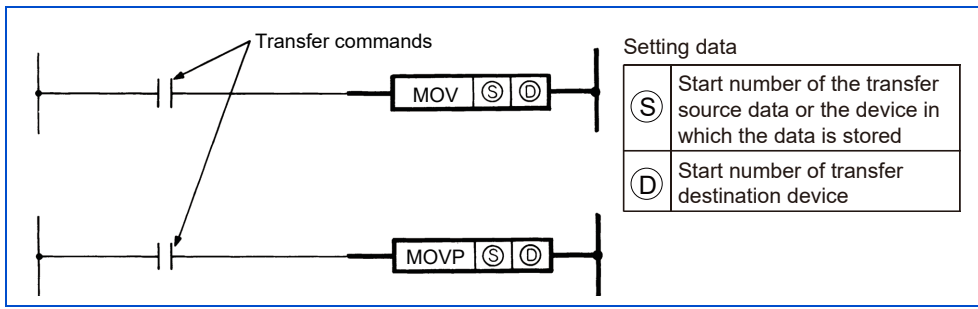 Transfer commands
MOV Ⓢ Ⓓ
MOVP Ⓢ Ⓓ
Setting data
Ⓢ
Start number of the transfer
source data or the device in
which the data is stored
Ⓓ
Start number of transfer
destination device